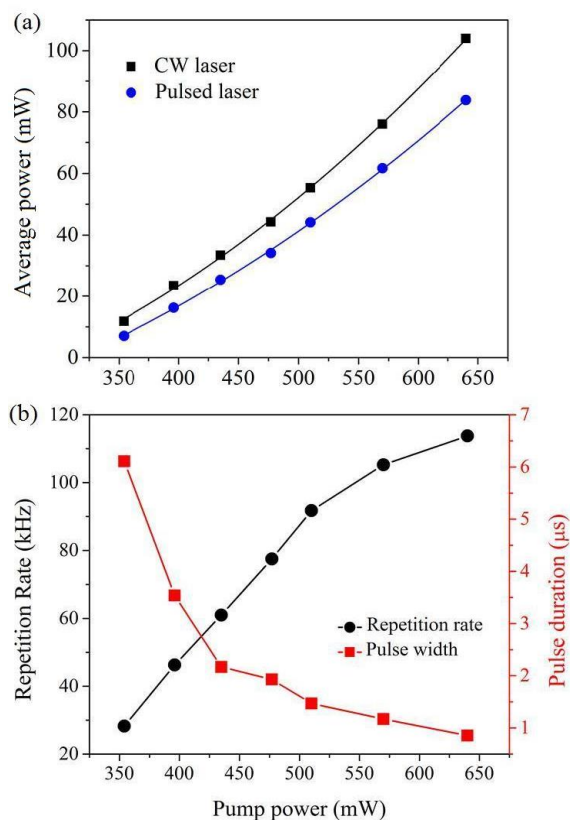 (a)
CW laser
Pulsed laser
Average power (mW)
100
80
60
40
20
0
350 400 450 500 550 600 650
(b)
Repetition Rate (kHz)
120
100
80
60
40
20
Repetition rate
Pulse width
7
6
5
4
3
2
1
Pulse duration (μs)
350 400 450 500 550 600 650
Pump power (mW)